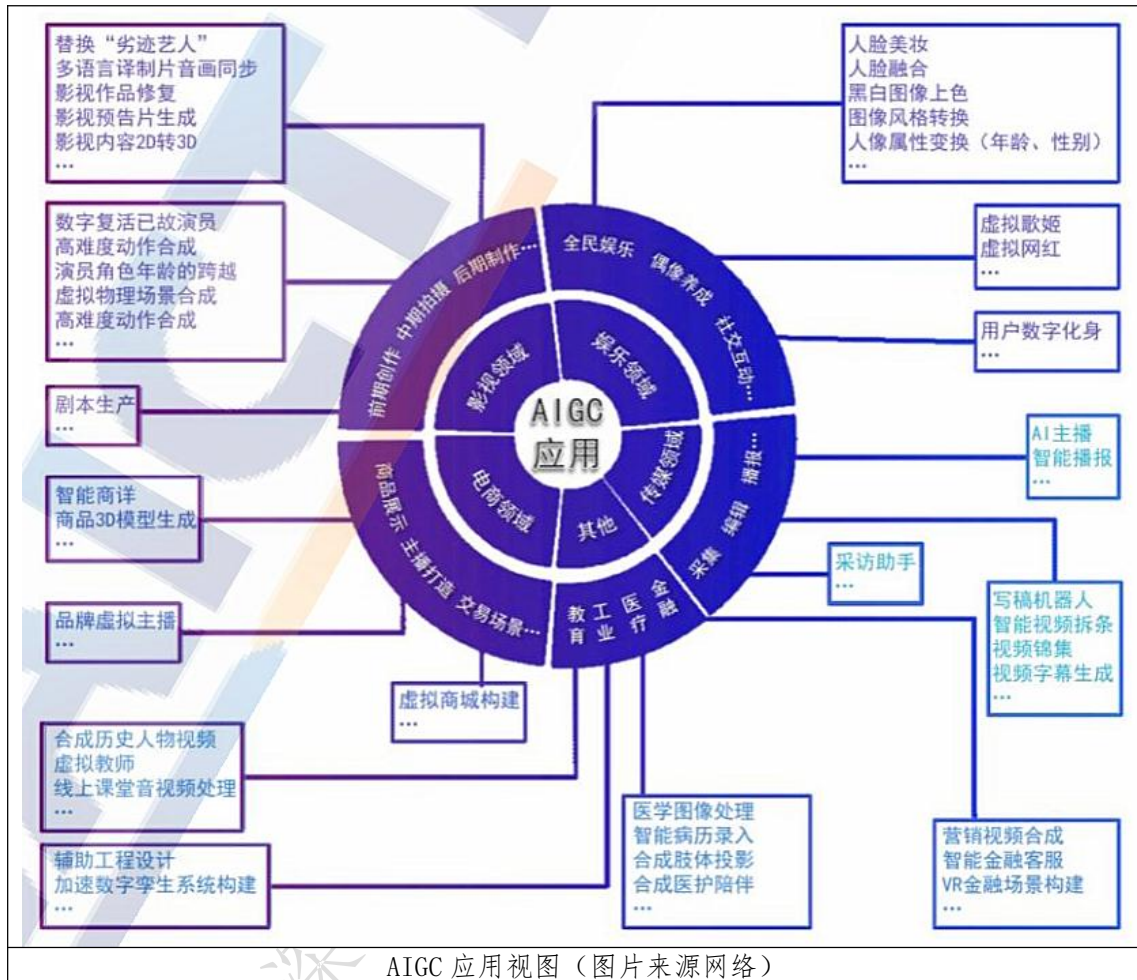 替换“劣迹艺人”
多语言译制片音画同步
影视作品修复
影视预告片生成
影视内容2D转3D
…
人脸美妆
人脸融合
黑白图像上色
图像风格转换
人像属性变换（年龄、性别）
…
数字复活已故演员
高难度动作合成
演员角色年龄的跨越
虚拟物理场景合成
高难度动作合成
…
虚拟歌姬
虚拟网红
…
用户数字化身
…
剧本生产
…
AI主播
智能播报
…
智能商详
商品3D模型生成
…
采访助手
…
写稿机器人
智能视频拆条
视频锦集
视频字幕生成
…
品牌虚拟主播
…
虚拟商城构建
…
前期创作 中期拍摄 后期制作…
全民娱乐 偶像养成 社交互动…
影视领域
娱乐领域
AIGC
应用
传媒领域
电商领域
其他
采集 编辑 播报…
商品展示 主播打造 交易场景…
教育
工业
医疗
金融
合成历史人物视频
虚拟教师
线上课堂音视频处理
…
辅助工程设计
加速数字孪生系统构建
…
医学图像处理
智能病历录入
合成肢体投影
合成医护陪伴
…
营销视频合成
智能金融客服
VR金融场景构建
…
AIGC 应用视图（图片来源网络）